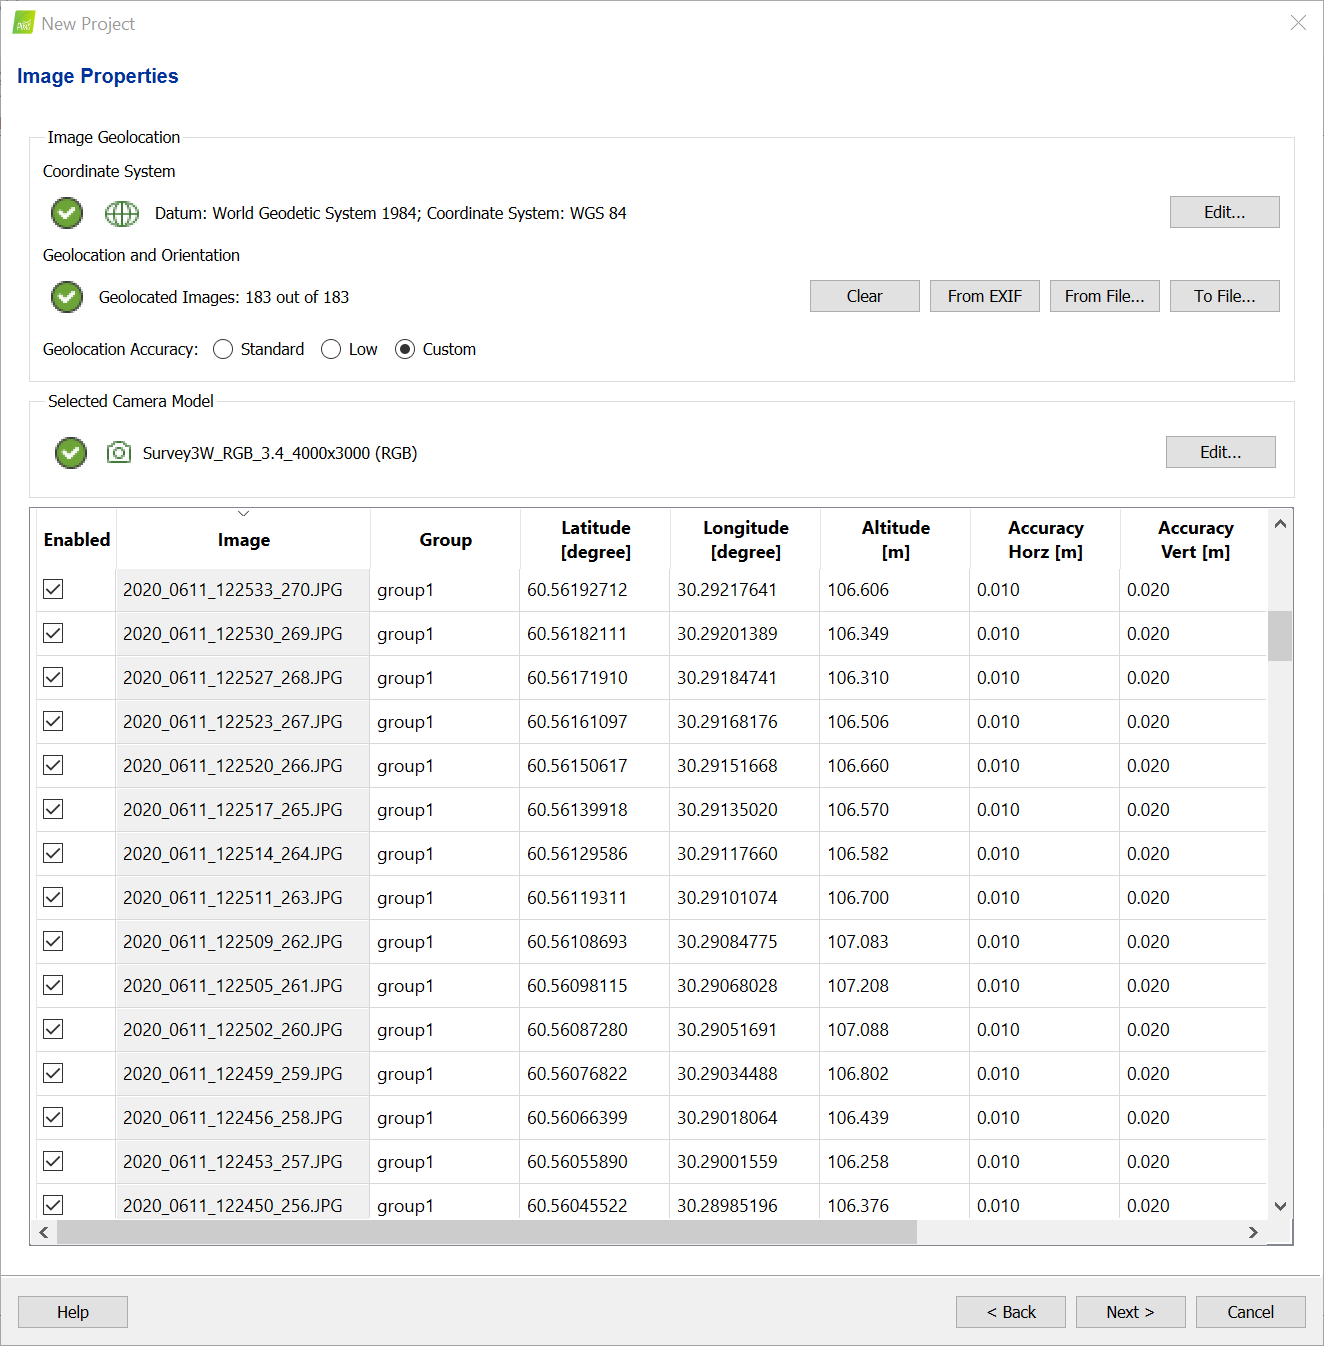 New Project
Image Properties
Image Geolocation
Coordinate System
Datum: World Geodetic System 1984; Coordinate System: WGS 84
Edit...
Geolocation and Orientation
Geolocated Images: 183 out of 183
Clear
From EXIF
From File...
To File...
Geolocation Accuracy: Standard Low Custom
Selected Camera Model
Survey3W_RGB_3.4_4000x3000 (RGB)
Edit...
Enabled Image Group Latitude [degree] Longitude [degree] Altitude [m] Accuracy Horz [m] Accuracy Vert [m]
2020_0611_122533_270.JPG group1 60.56192712 30.29217641 106.606 0.010 0.020
2020_0611_122530_269.JPG group1 60.56182111 30.29201389 106.349 0.010 0.020
2020_0611_122527_268.JPG group1 60.56171910 30.29184741 106.310 0.010 0.020
2020_0611_122523_267.JPG group1 60.56161097 30.29168176 106.506 0.010 0.020
2020_0611_122520_266.JPG group1 60.56150617 30.29151668 106.660 0.010 0.020
2020_0611_122517_265.JPG group1 60.56139918 30.29135020 106.570 0.010 0.020
2020_0611_122514_264.JPG group1 60.56129586 30.29117660 106.582 0.010 0.020
2020_0611_122511_263.JPG group1 60.56119311 30.29101074 106.700 0.010 0.020
2020_0611_122509_262.JPG group1 60.56108693 30.29084775 107.083 0.010 0.020
2020_0611_122505_261.JPG group1 60.56098115 30.29068028 107.208 0.010 0.020
2020_0611_122502_260.JPG group1 60.56087280 30.29051691 107.088 0.010 0.020
2020_0611_122459_259.JPG group1 60.56076822 30.29034488 106.802 0.010 0.020
2020_0611_122456_258.JPG group1 60.56066399 30.29018064 106.439 0.010 0.020
2020_0611_122453_257.JPG group1 60.56055890 30.29001559 106.258 0.010 0.020
2020_0611_122450_256.JPG group1 60.56045522 30.28985196 106.376 0.010 0.020
Help
< Back
Next >
Cancel